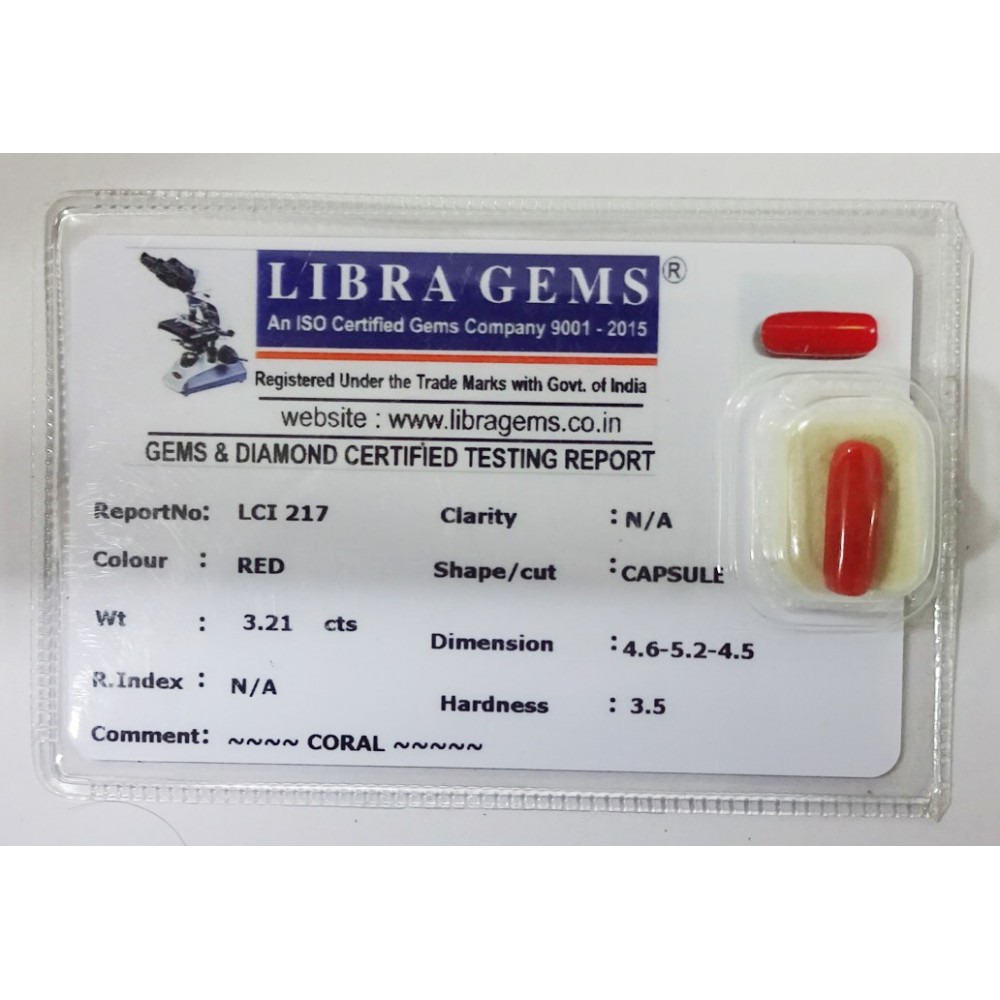 LIBRA GEMS ®
An ISO Certified Gems Company 9001 - 2015
Registered Under the Trade Marks with Govt. of India
website : www.libragems.co.in
GEMS & DIAMOND CERTIFIED TESTING REPORT
ReportNo: LCI 217 Clarity : N/A
Colour : RED Shape/cut : CAPSULE
Wt : 3.21 cts Dimension : 4.6-5.2-4.5
R.Index : N/A Hardness : 3.5
Comment: ~~~~ CORAL ~~~~~